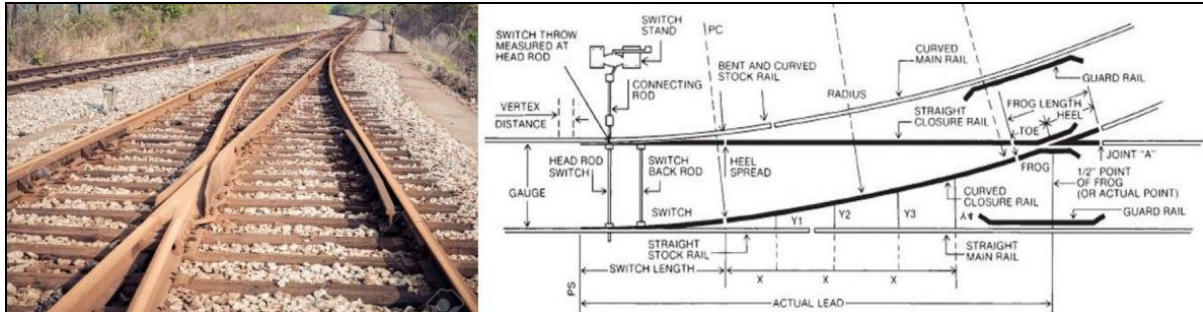 SWITCH THROW
MEASURED AT
HEAD ROD
SWITCH
STAND
PC
CONNECTING
ROD
BENT AND CURVED
STOCK RAIL
CURVED
MAIN RAIL
GUARD RAIL
RADIUS
VERTEX
DISTANCE
STRAIGHT
CLOSURE RAIL
FROG LENGTH
HEEL
TOE
HEAD ROD
SWITCH
SWITCH
BACK ROD
HEEL
SPREAD
FROG
JOINT "A"
1/2" POINT
OF FROG
(OR ACTUAL POINT)
GAUGE
SWITCH
CURVED
CLOSURE RAIL
GUARD RAIL
Y1
Y2
Y3
STRAIGHT
STOCK RAIL
STRAIGHT
MAIN RAIL
SWITCH LENGTH
X
X
X
PS
ACTUAL LEAD